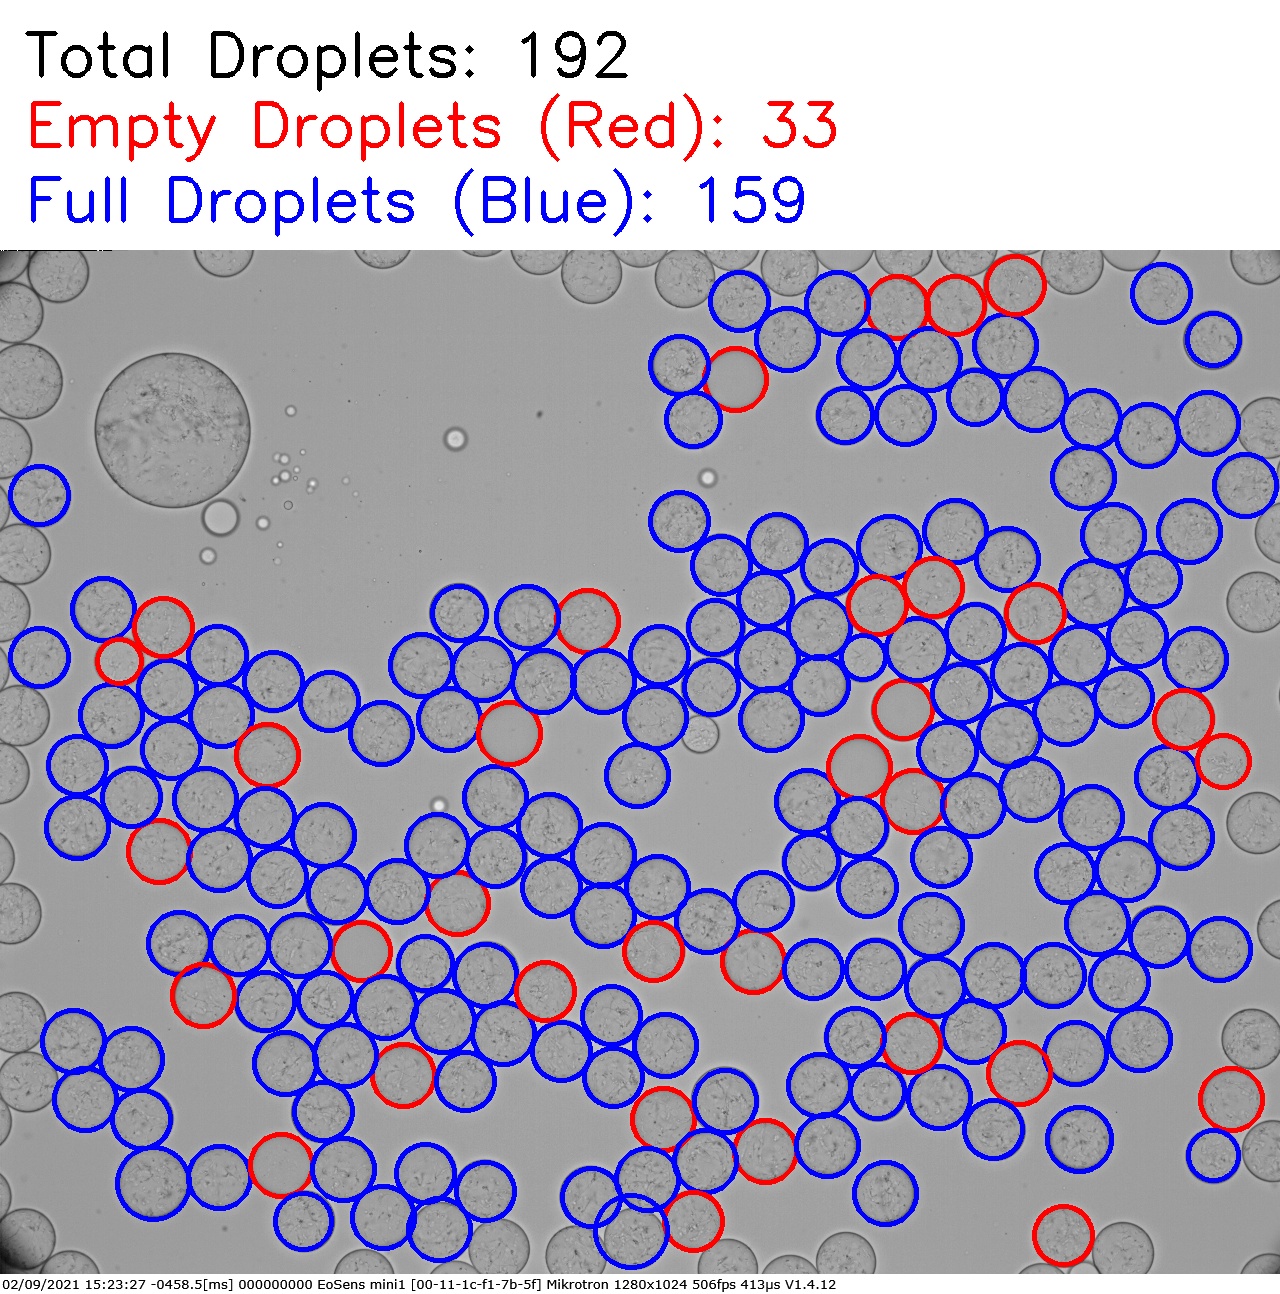 Total Droplets: 192
Empty Droplets (Red): 33
Full Droplets (Blue): 159
02/09/2021 15:23:27 -0458.5[ms] 000000000 EoSens mini1 [00-11-1c-f1-7b-5f] Mikrotron 1280x1024 506fps 413µs V1.4.12